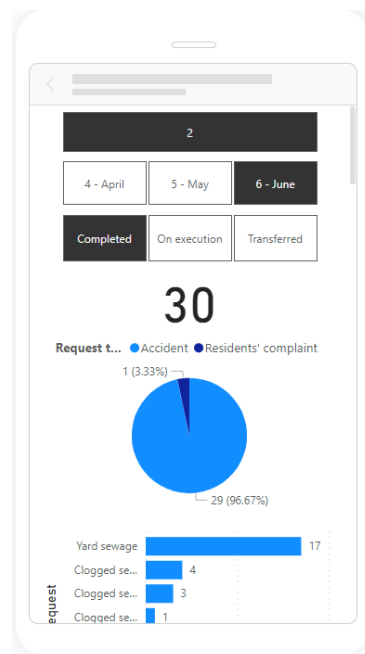 2
4 - April 5 - May 6 - June
Completed On execution Transferred
30
Request t... Accident Residents' complaint
1 (3.33%)
29 (96.67%)
Yard sewage 17
Clogged se... 4
Clogged se... 3
Clogged se... 1
equest